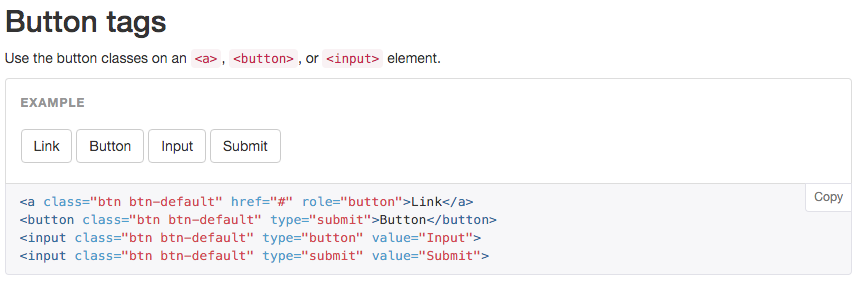 Button tags
Use the button classes on an <a>, <button>, or <input> element.
EXAMPLE
Link Button Input Submit
Copy
<a class="btn btn-default" href="#" role="button">Link</a>
<button class="btn btn-default" type="submit">Button</button>
<input class="btn btn-default" type="button" value="Input">
<input class="btn btn-default" type="submit" value="Submit">